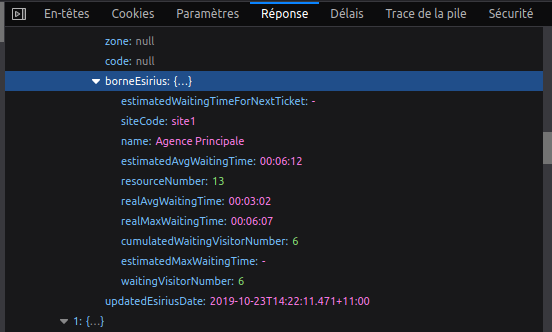 En-têtes Cookies Paramètres Réponse Délais Trace de la pile Sécurité
zone: null
code: null
borneEsirius: {…}
estimatedWaitingTimeForNextTicket: -
siteCode: site1
name: Agence Principale
estimatedAvgWaitingTime: 00:06:12
resourceNumber: 13
realAvgWaitingTime: 00:03:02
realMaxWaitingTime: 00:06:07
cumulatedWaitingVisitorNumber: 6
estimatedMaxWaitingTime: -
waitingVisitorNumber: 6
updatedEsiriusDate: 2019-10-23T14:22:11.471+11:00
1: {…}